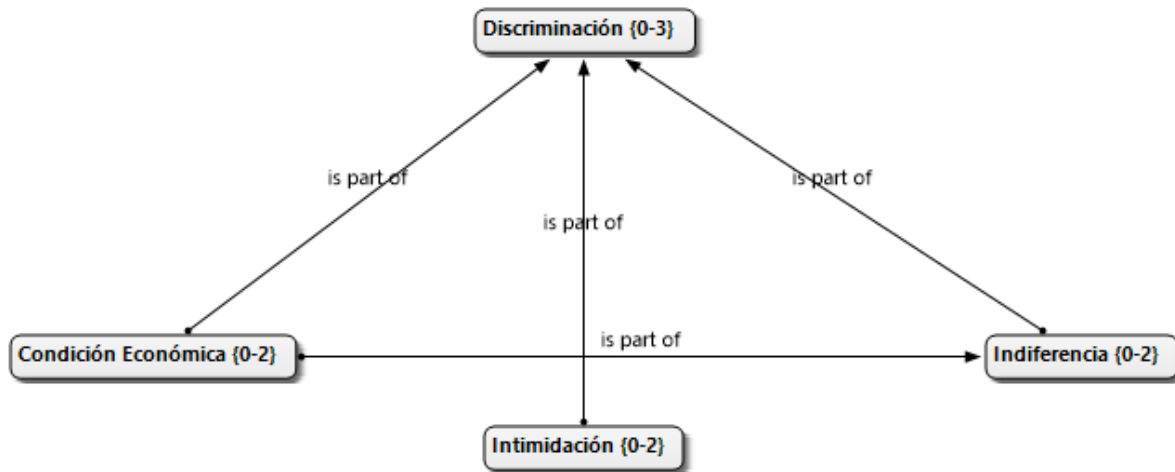 Discriminación {0-3}
is part of
is part of
is part of
is part of
Condición Económica {0-2}
Indiferencia {0-2}
Intimidación {0-2}